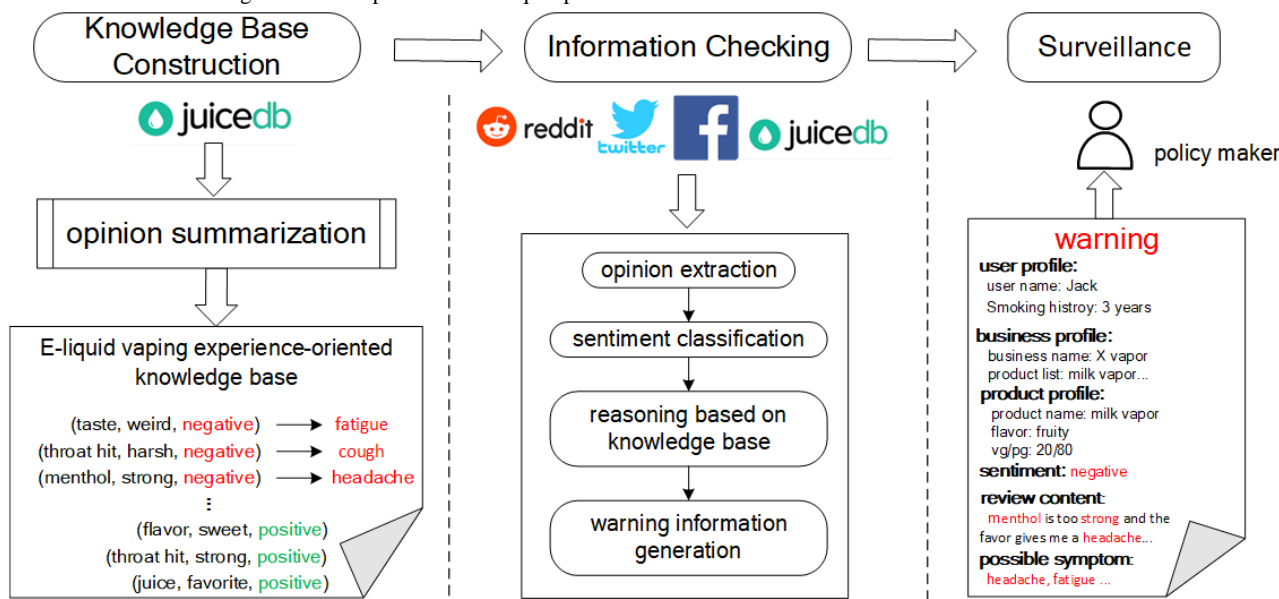 Knowledge Base
Construction
Information Checking
Surveillance
juicedb
reddit
twitter
juicedb
policy maker
opinion summarization
E-liquid vaping experience-oriented
knowledge base
(taste, weird, negative) fatigue
(throat hit, harsh, negative) cough
(menthol, strong, negative) headache
(flavor, sweet, positive)
(throat hit, strong, positive)
(juice, favorite, positive)
opinion extraction
sentiment classification
reasoning based on
knowledge base
warning information
generation
warning
user profile:
user name: Jack
Smoking histroy: 3 years
business profile:
business name: X vapor
product list: milk vapor...
product profile:
product name: milk vapor
flavor: fruity
vg/pg: 20/80
sentiment: negative
review content:
menthol is too strong and the
favor gives me a headache...
possible symptom:
headache, fatigue ...